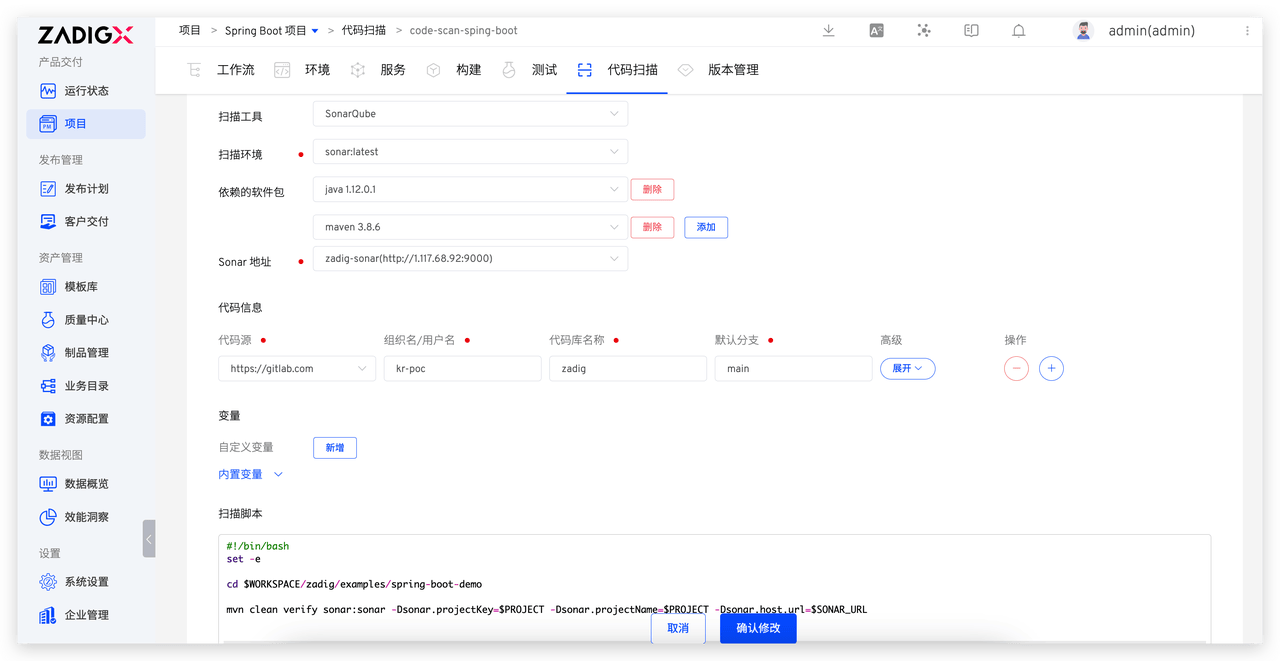 ZADIGX
项目 > Spring Boot 项目 > 代码扫描 > code-scan-sping-boot
admin(admin)
产品交付
运行状态
项目
发布管理
发布计划
客户交付
资产管理
模板库
质量中心
制品管理
业务目录
资源配置
数据视图
数据概览
效能洞察
设置
系统设置
企业管理
工作流 环境 服务 构建 测试 代码扫描 版本管理
扫描工具 SonarQube
扫描环境 sonar:latest
依赖的软件包 java 1.12.0.1 删除
maven 3.8.6 删除 添加
Sonar 地址 zadig-sonar(http://1.117.68.92:9000)
代码信息
代码源 组织名/用户名 代码库名称 默认分支 高级 操作
https://gitlab.com kr-poc zadig main 展开
变量
自定义变量 新增
内置变量
扫描脚本
#!/bin/bash
set -e
cd $WORKSPACE/zadig/examples/spring-boot-demo
mvn clean verify sonar:sonar -Dsonar.projectKey=$PROJECT -Dsonar.projectName=$PROJECT -Dsonar.host.url=$SONAR_URL
取消 确认修改